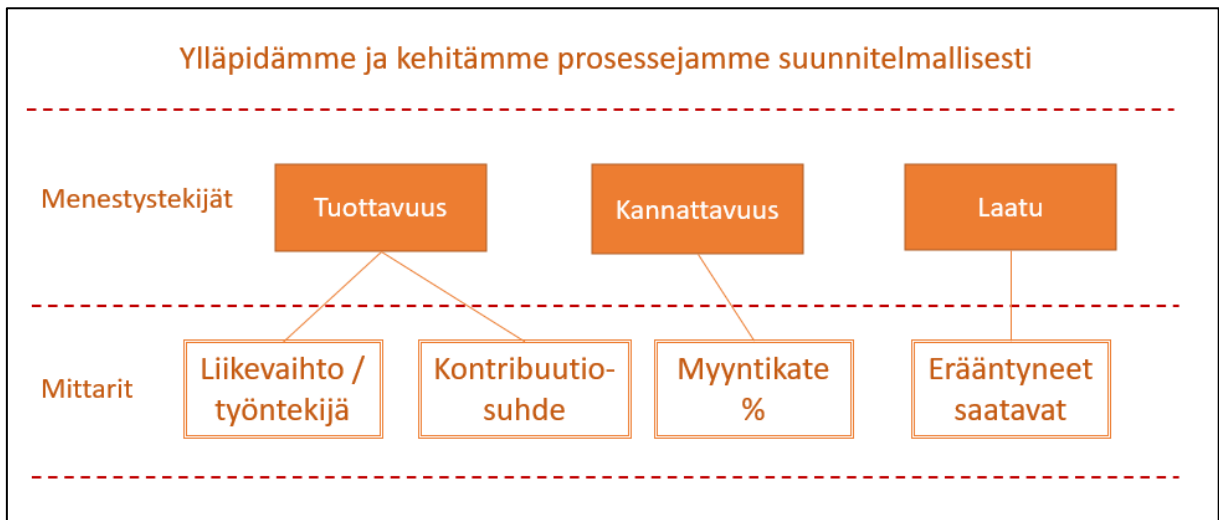 Ylläpidämme ja kehitämme prosessejamme suunnitelmallisesti
Menestystekijät
Tuottavuus
Kannattavuus
Laatu
Mittarit
Liikevaihto /
työntekijä
Kontribuutio-
suhde
Myyntikate
%
Erääntyneet
saatavat